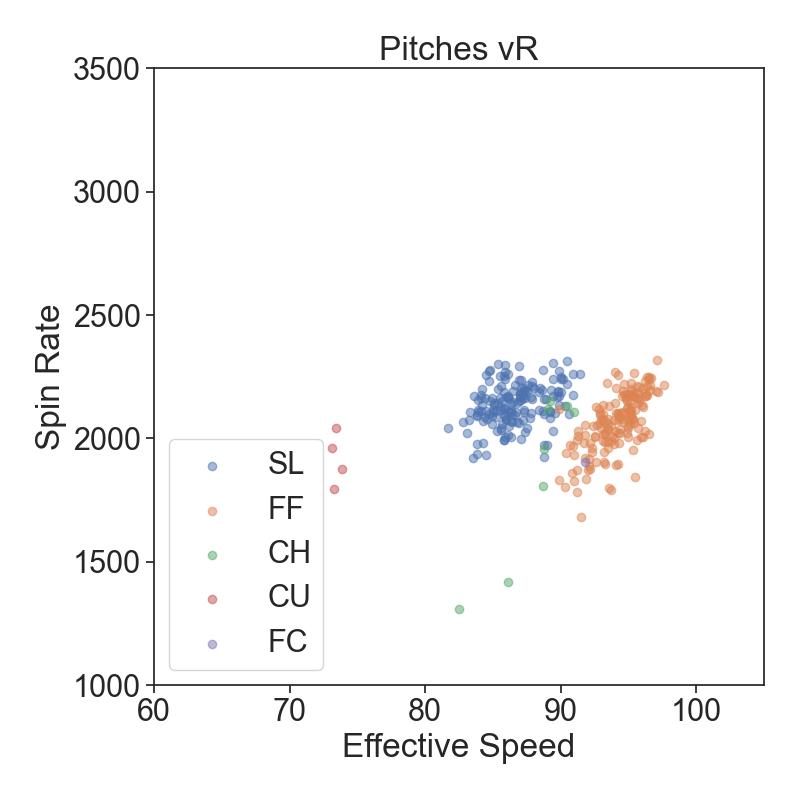 Pitches vR
3500
3000
2500
2000
1500
1000
Spin Rate
SL
FF
CH
CU
FC
60 70 80 90 100
Effective Speed